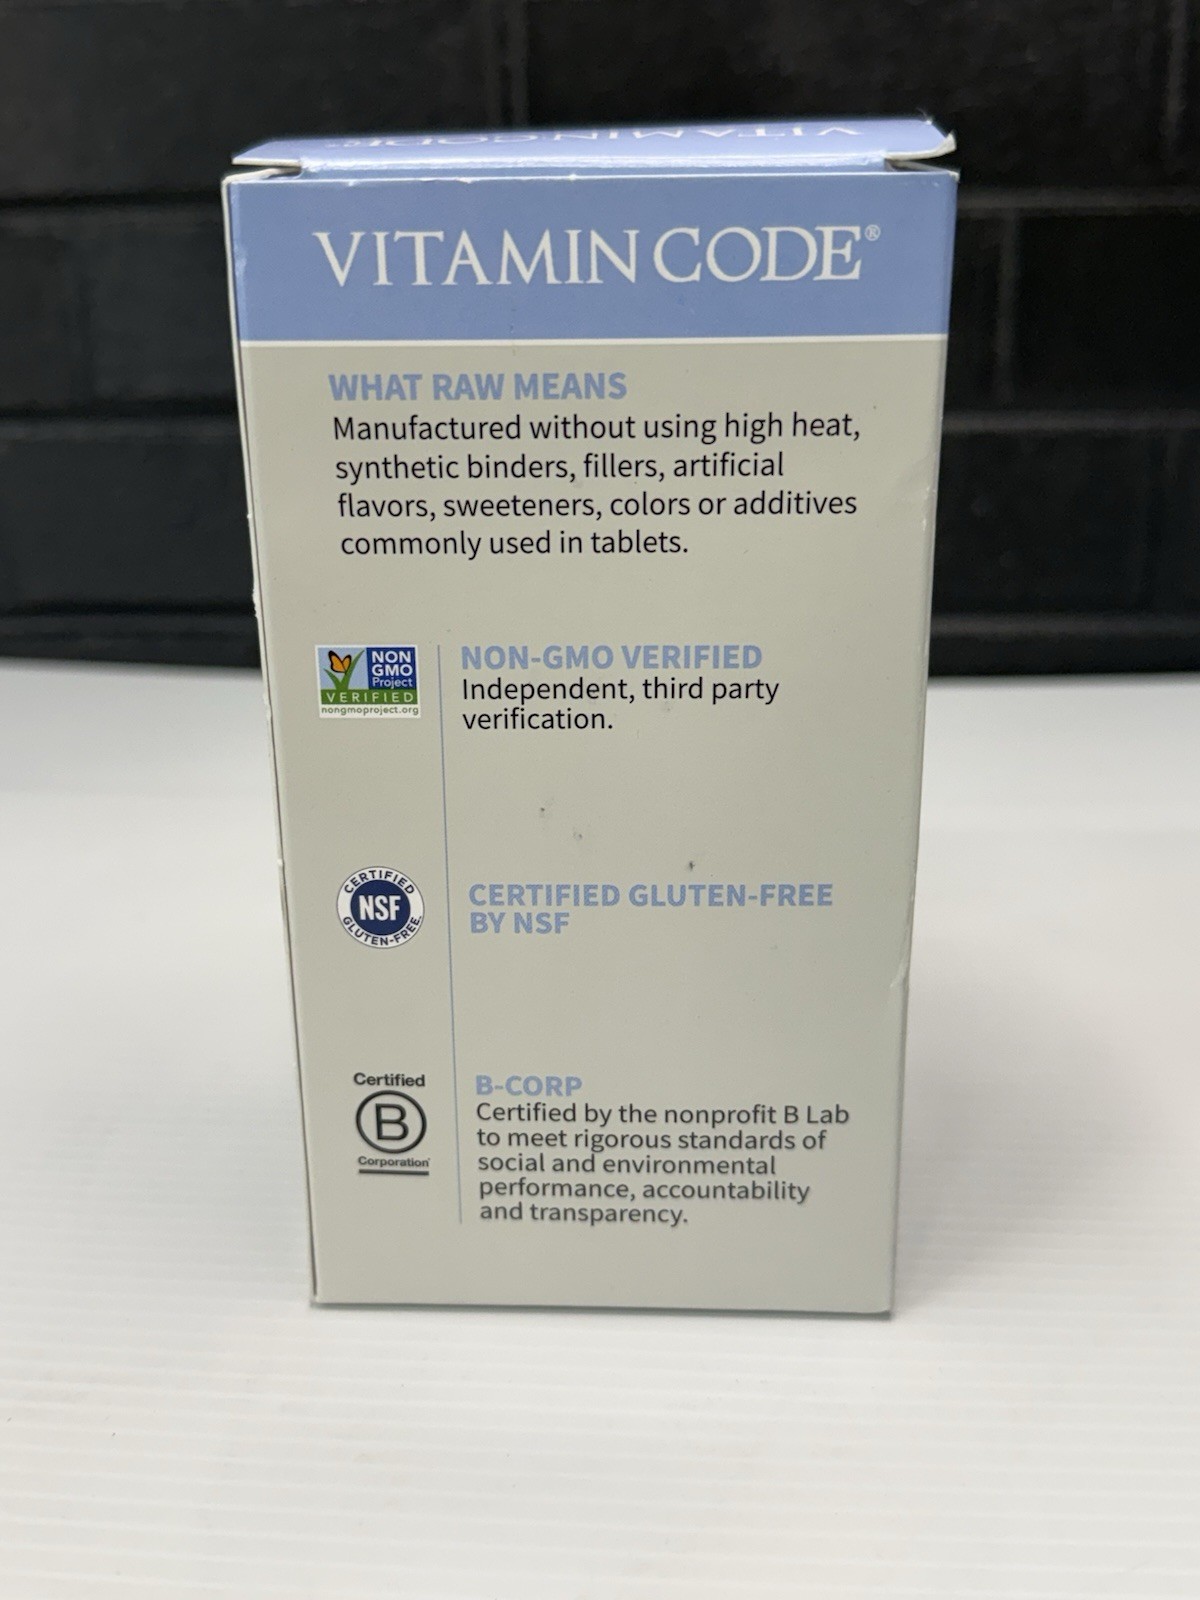 VITAMIN CODE
VITAMIN CODE®
WHAT RAW MEANS
Manufactured without using high heat,
synthetic binders, fillers, artificial
flavors, sweeteners, colors or additives
commonly used in tablets.
NON
GMO
Project
VERIFIED
nongmoproject.org
NON-GMO VERIFIED
Independent, third party
verification.
CERTIFIED
NSF
GLUTEN-FREE
CERTIFIED GLUTEN-FREE
BY NSF
Certified
B
Corporation
B-CORP
Certified by the nonprofit B Lab
to meet rigorous standards of
social and environmental
performance, accountability
and transparency.